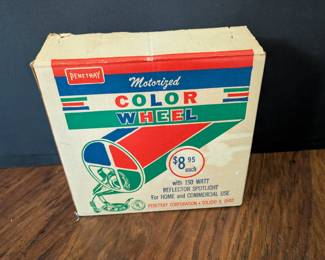 PENETRAY
Motorized
COLOR
WHEEL
$8.95
each
with 150 WATT
REFLECTOR SPOTLIGHT
For HOME and COMMERCIAL USE
PENETRAY CORPORATION • TOLEDO 5, OHIO